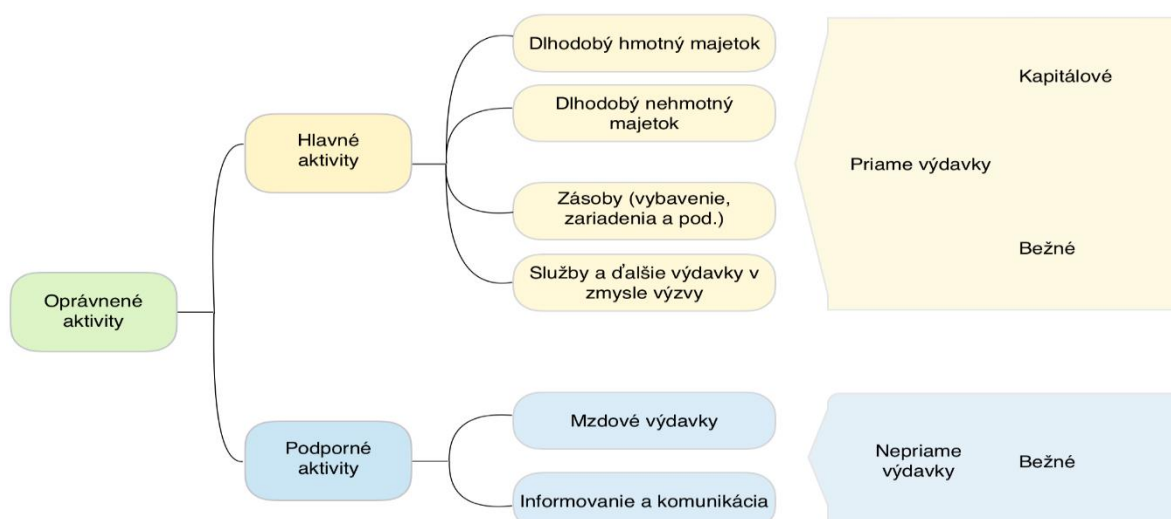 Oprávnené
aktivity
Hlavné
aktivity
Dlhodobý hmotný majetok
Dlhodobý nehmotný
majetok
Zásoby (vybavenie,
zariadenia a pod.)
Služby a ďalšie výdavky v
zmysle výzvy
Priame výdavky
Kapitálové
Bežné
Podporné
aktivity
Mzdové výdavky
Informovanie a komunikácia
Nepriame
výdavky
Bežné